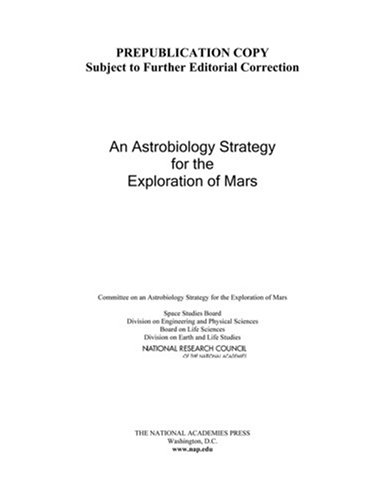 PREPUBLICATION COPY
Subject to Further Editorial Correction
An Astrobiology Strategy
for the
Exploration of Mars
Committee on an Astrobiology Strategy for the Exploration of Mars
Space Studies Board
Division on Engineering and Physical Sciences
Board on Life Sciences
Division on Earth and Life Studies
NATIONAL RESEARCH COUNCIL
OF THE NATIONAL ACADEMIES
THE NATIONAL ACADEMIES PRESS
Washington, D.C.
www.nap.edu